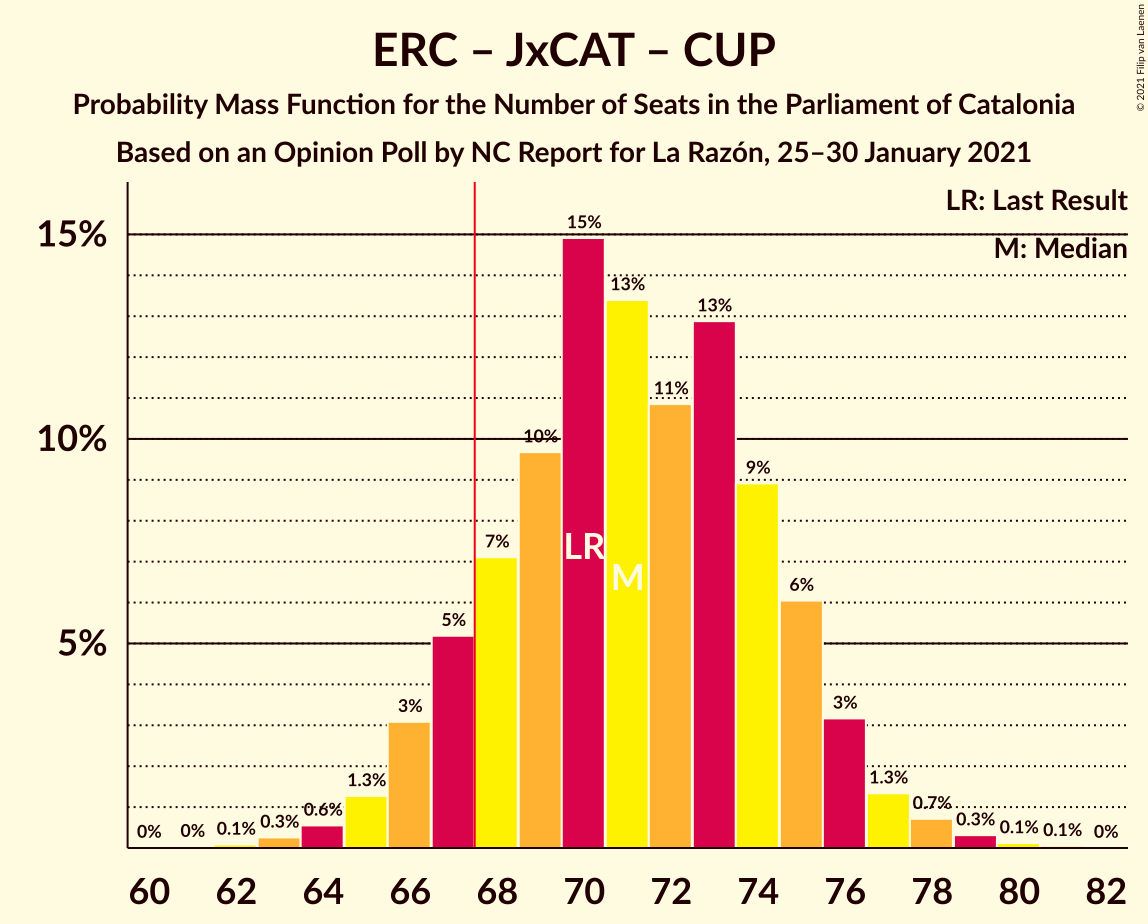 ERC – JxCAT – CUP
Probability Mass Function for the Number of Seats in the Parliament of Catalonia
Based on an Opinion Poll by NC Report for La Razón, 25–30 January 2021
© 2021 Filip van Laenen
LR: Last Result
M: Median
15%
10%
5%
0%
0%
0.1%
0.3%
0.6%
1.3%
3%
5%
7%
10%
15%
13%
11%
13%
9%
6%
3%
1.3%
0.7%
0.3%
0.1%
0.1%
0%
LR
M
60 62 64 66 68 70 72 74 76 78 80 82